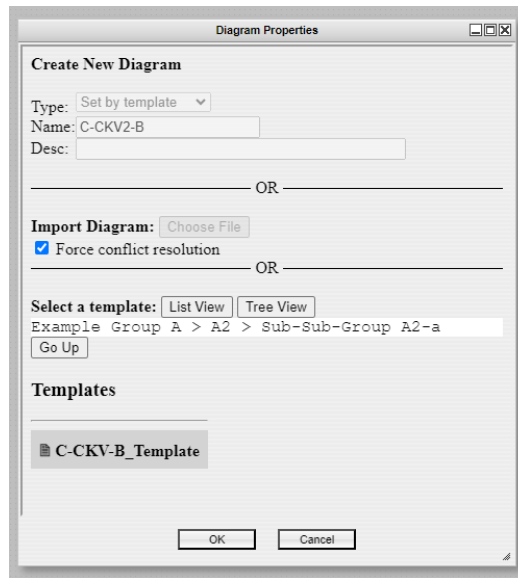 Diagram Properties
Create New Diagram
Type: Set by template
Name: C-CKV2-B
Desc:
OR
Import Diagram: Choose File
Force conflict resolution
OR
Select a template: List View Tree View
Example Group A > A2 > Sub-Sub-Group A2-a
Go Up
Templates
C-CKV-B_Template
OK Cancel